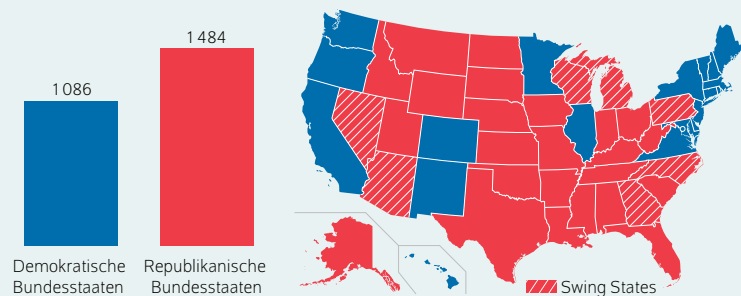 1 484
1 086
Demokratische
Bundesstaaten
Republikanische
Bundesstaaten
Swing States